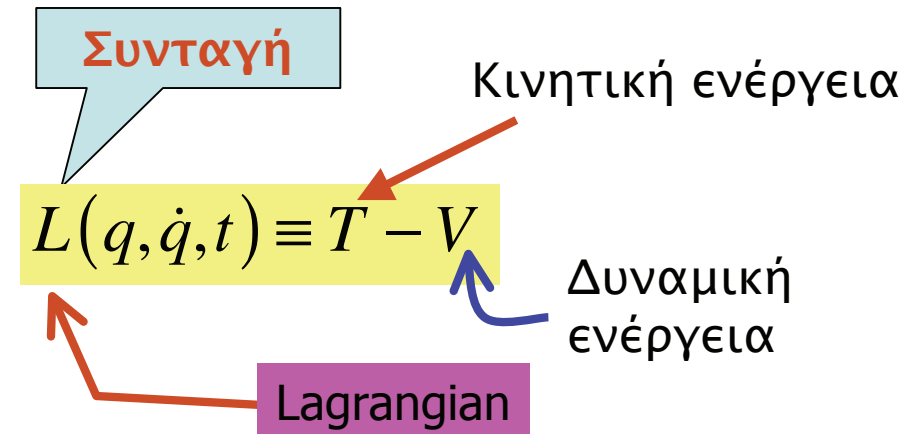 Συνταγή
Κινητική ενέργεια
L(q,q̇,t) ≡ T − V
Δυναμική
ενέργεια
Lagrangian